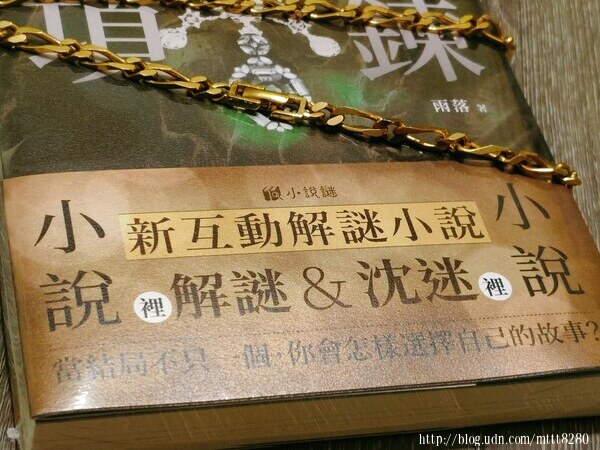 項鍊
雨落 著
小說謎
新互動解謎小說
小說裡解謎&沈迷小說裡
當結局不只一個,你會怎樣選擇自己的故事?
http://blog.udn.com/mttt8280